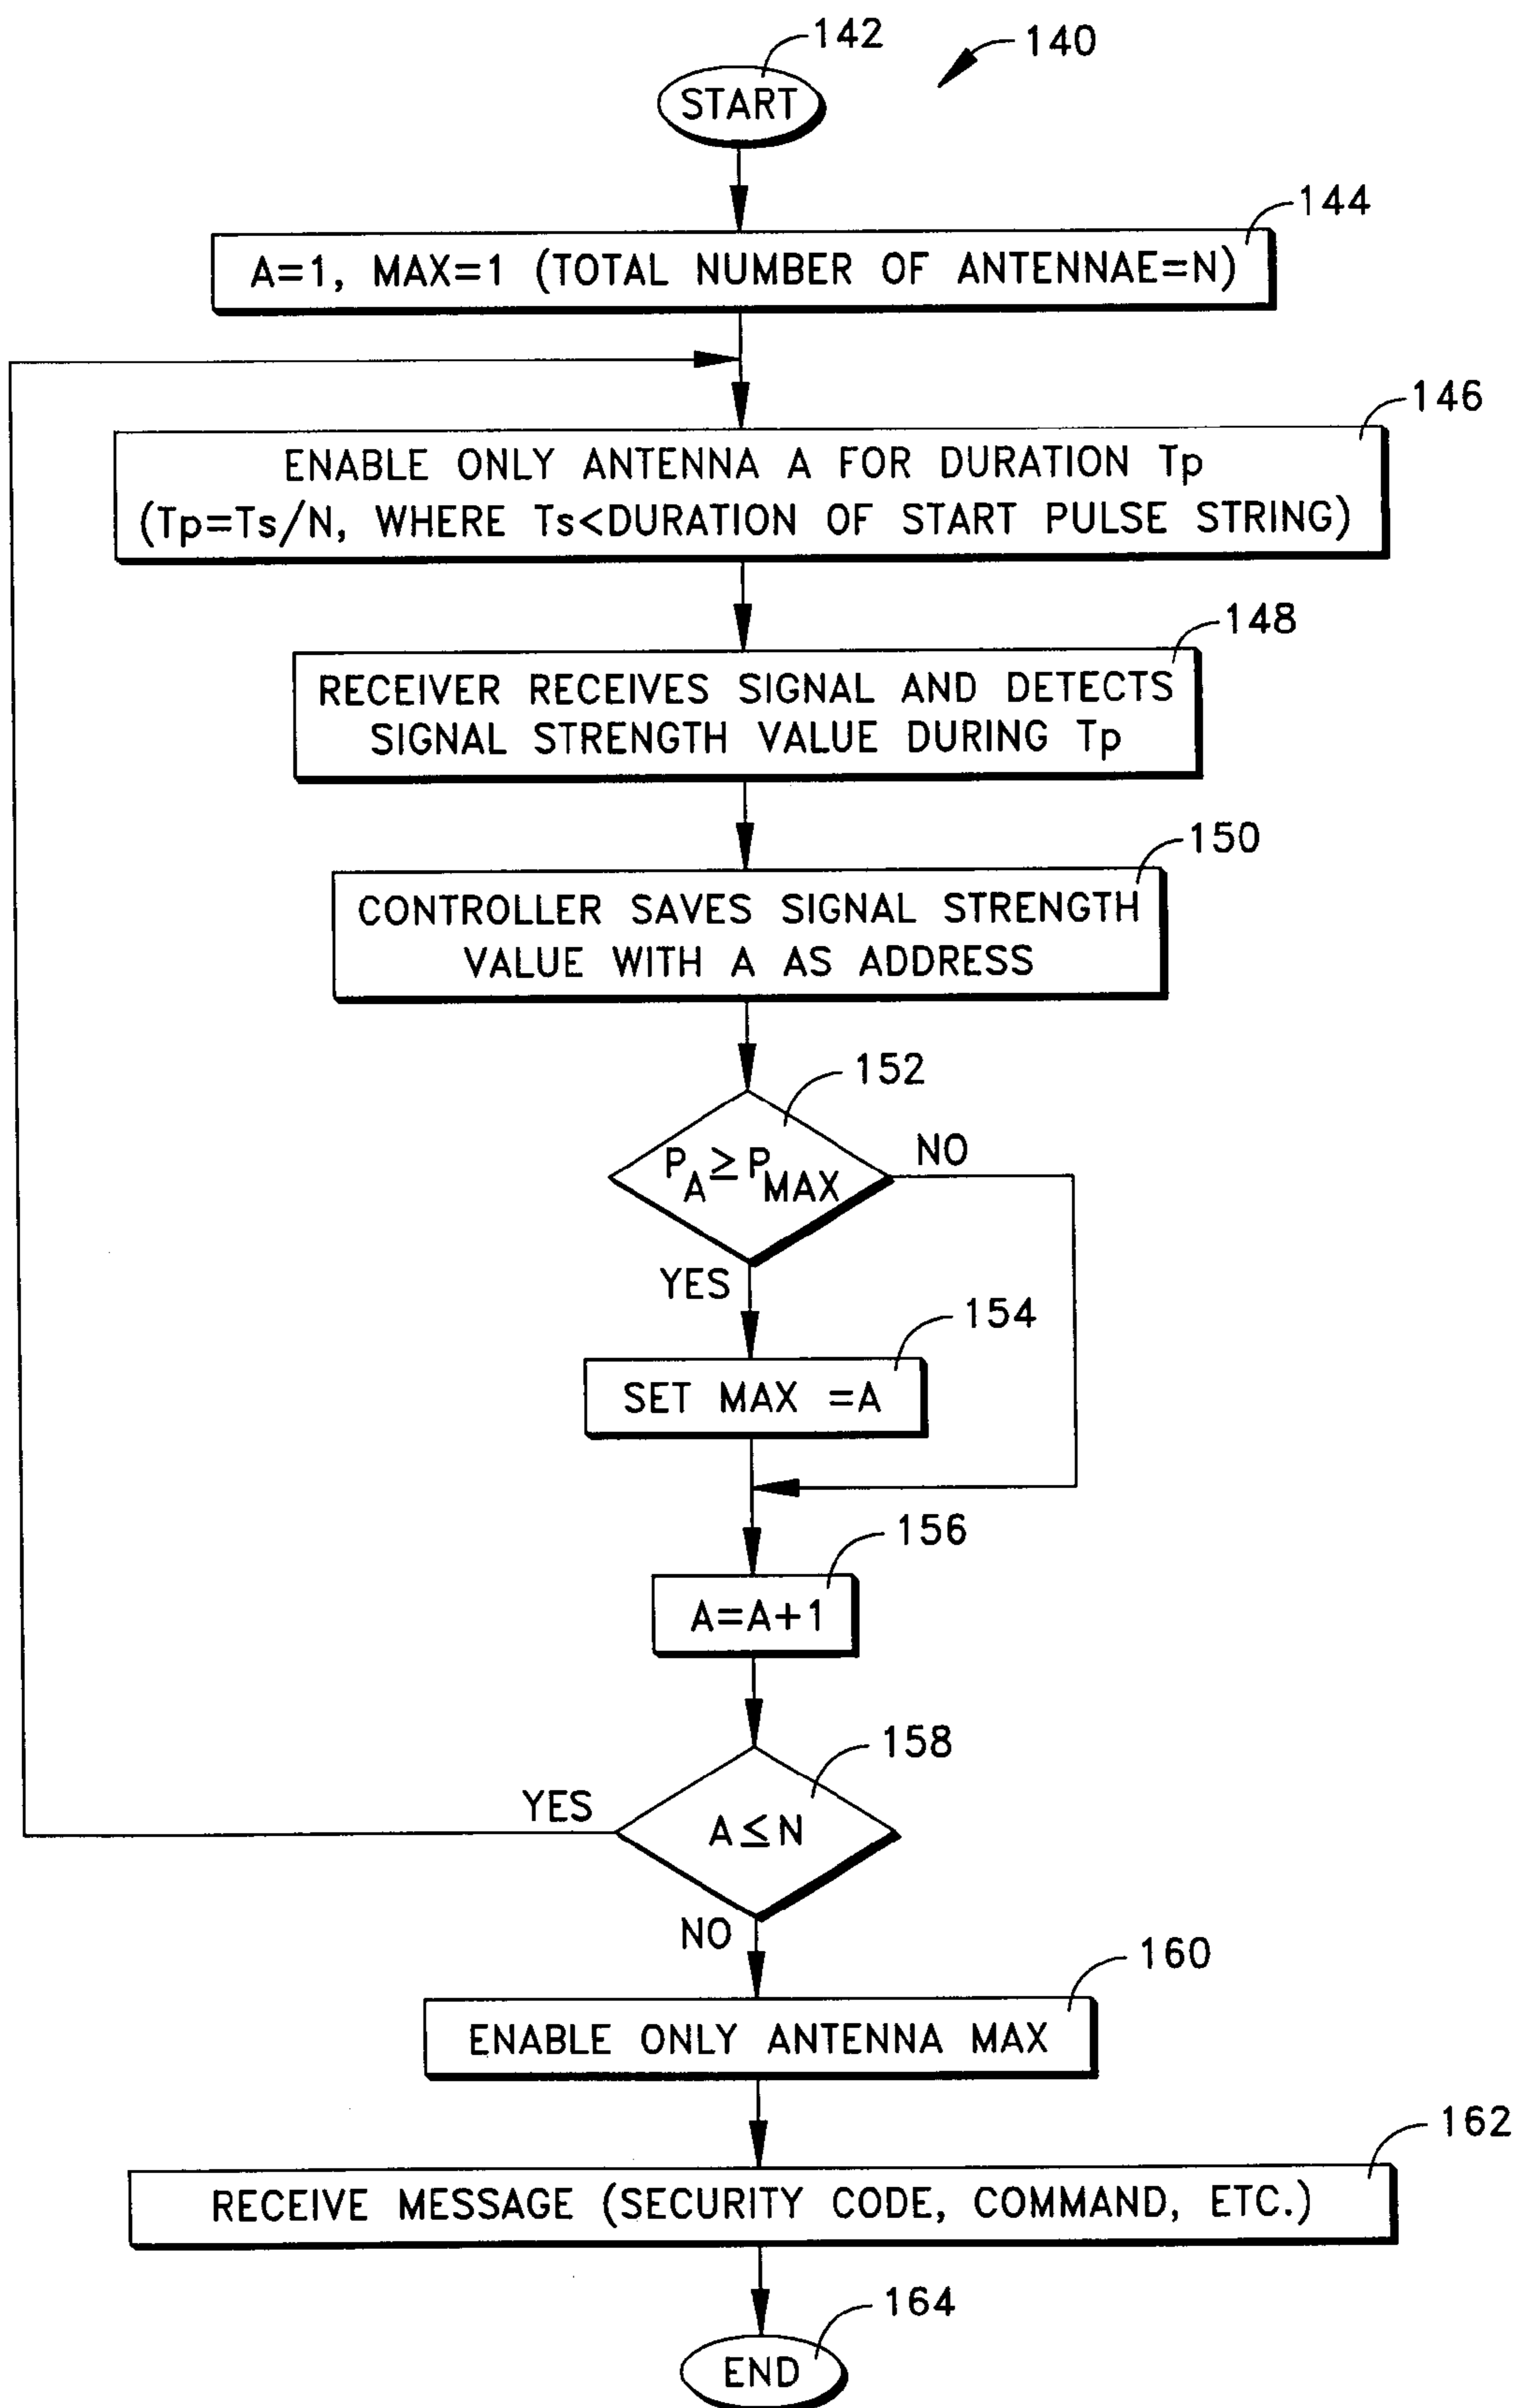 142
140
START
144
A=1, MAX=1 (TOTAL NUMBER OF ANTENNAE=N)
146
ENABLE ONLY ANTENNA A FOR DURATION Tp
(Tp=Ts/N, WHERE Ts<DURATION OF START PULSE STRING)
148
RECEIVER RECEIVES SIGNAL AND DETECTS
SIGNAL STRENGTH VALUE DURING Tp
150
CONTROLLER SAVES SIGNAL STRENGTH
VALUE WITH A AS ADDRESS
152
P_A ≥ P_MAX
NO
YES
154
SET MAX =A
156
A=A+1
158
A≤N
YES
NO
160
ENABLE ONLY ANTENNA MAX
162
RECEIVE MESSAGE (SECURITY CODE, COMMAND, ETC.)
164
END